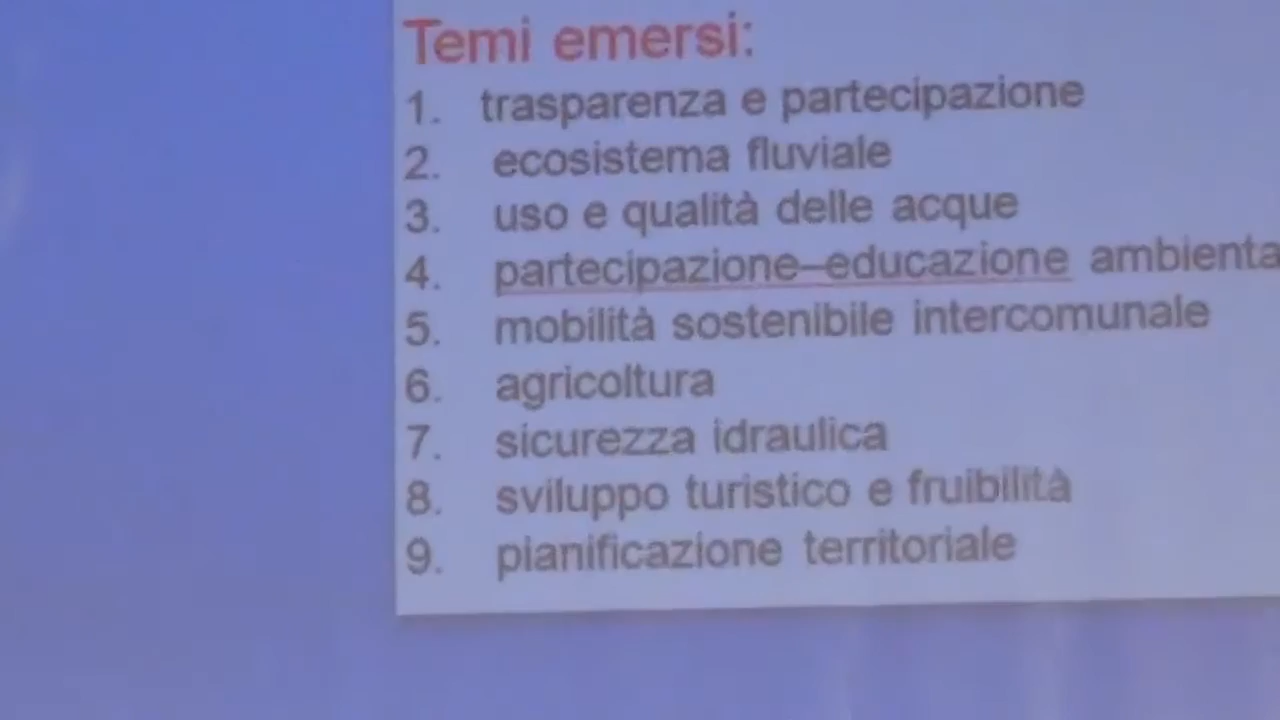 Temi emersi:
1. trasparenza e partecipazione
2. ecosistema fluviale
3. uso e qualità delle acque
4. partecipazione–educazione ambienta
5. mobilità sostenibile intercomunale
6. agricoltura
7. sicurezza idraulica
8. sviluppo turistico e fruibilità
9. pianificazione territoriale